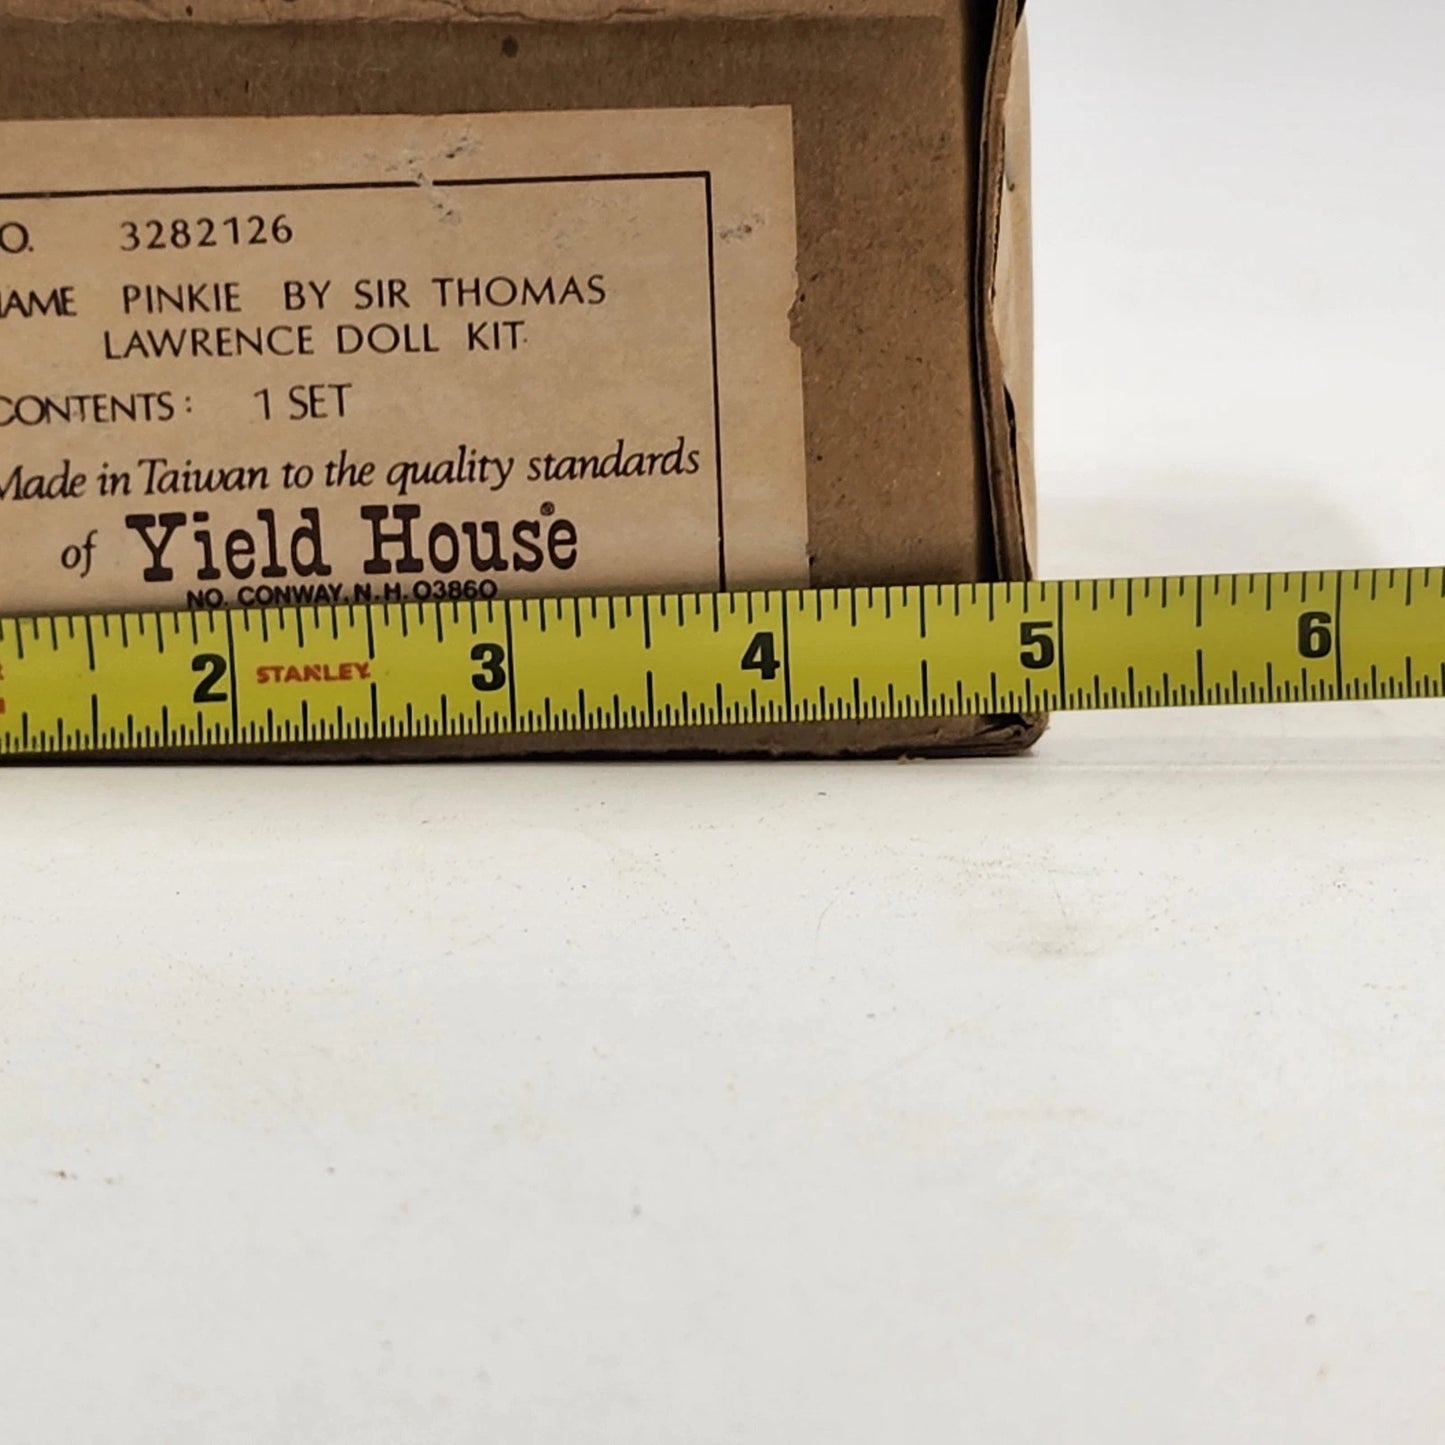 O. 3282126
AME PINKIE BY SIR THOMAS
LAWRENCE DOLL KIT
CONTENTS: 1 SET
Made in Taiwan to the quality standards
of Yield House®
NO. CONWAY, N.H. 03860
2 STANLEY 3 4 5 6